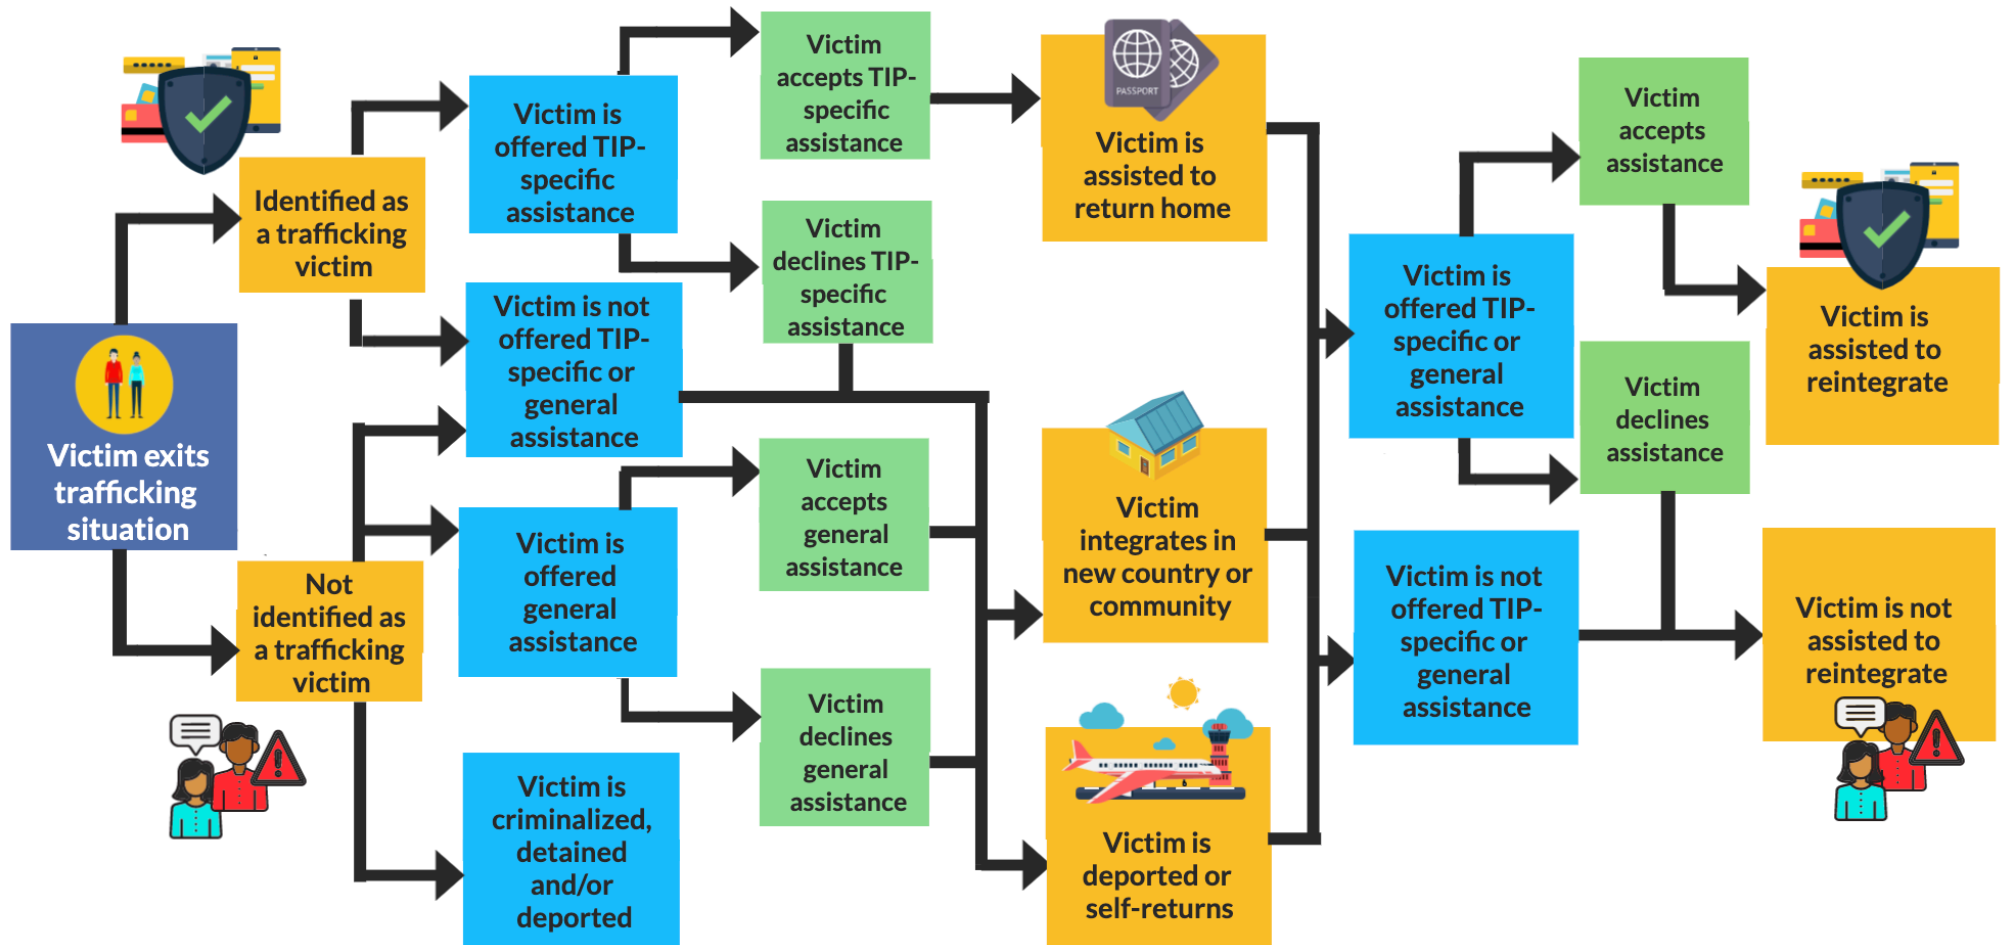 Victim exits
trafficking
situation
Identified as
a trafficking
victim
Not
identified as
a trafficking
victim
Victim is
offered TIP-
specific
assistance
Victim is not
offered TIP-
specific or
general
assistance
Victim is
offered
general
assistance
Victim is
criminalized,
detained
and/or
deported
Victim
accepts TIP-
specific
assistance
Victim
declines TIP-
specific
assistance
Victim
accepts
general
assistance
Victim
declines
general
assistance
PASSPORT
Victim is
assisted to
return home
Victim
integrates in
new country or
community
Victim is
deported or
self-returns
Victim is
offered TIP-
specific or
general
assistance
Victim is not
offered TIP-
specific or
general
assistance
Victim
accepts
assistance
Victim
declines
assistance
Victim is
assisted to
reintegrate
Victim is not
assisted to
reintegrate